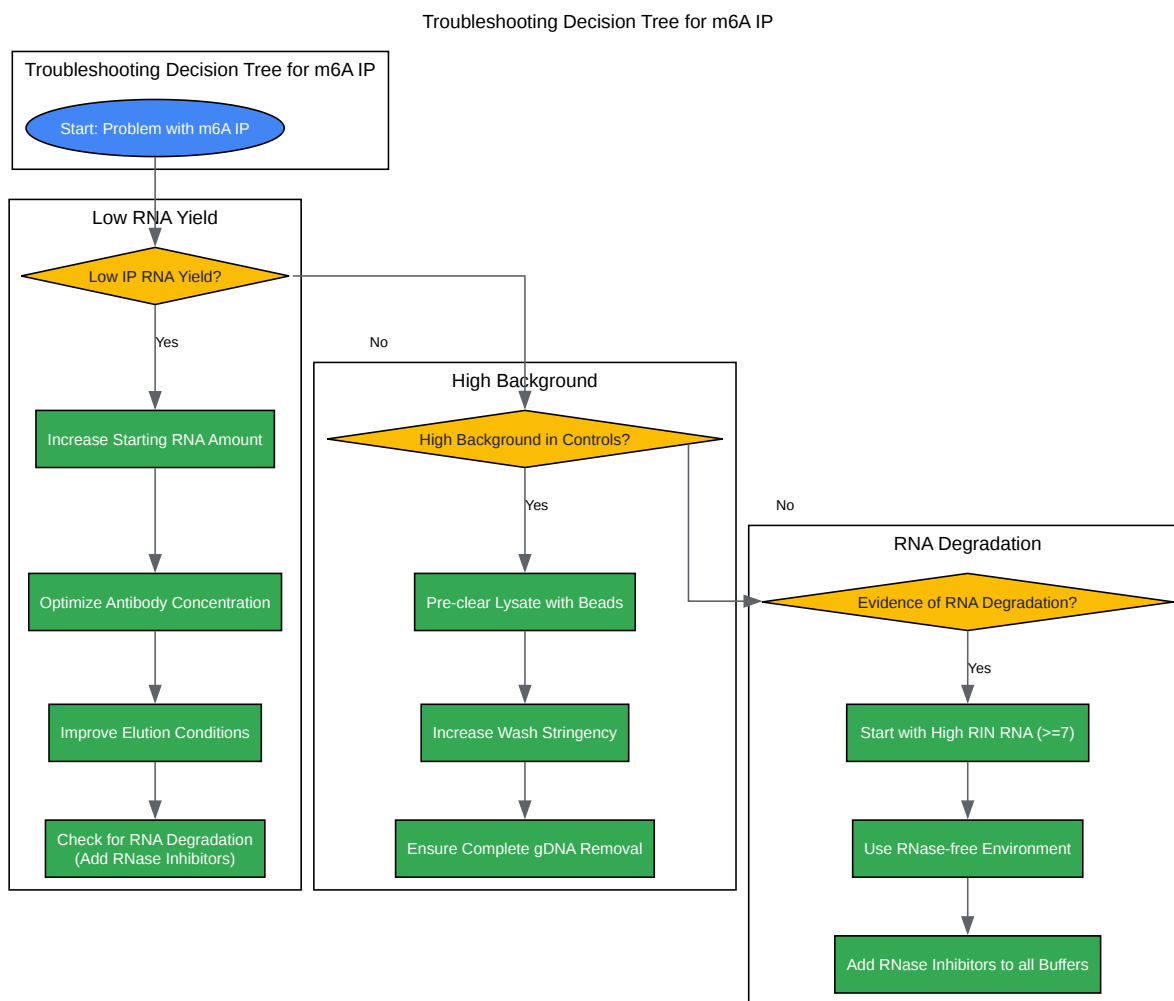 Troubleshooting Decision Tree for m6A IP
Troubleshooting Decision Tree for m6A IP
Start: Problem with m6A IP
Low RNA Yield
Low IP RNA Yield?
Yes
No
Increase Starting RNA Amount
Optimize Antibody Concentration
Improve Elution Conditions
Check for RNA Degradation
(Add RNase Inhibitors)
High Background
High Background in Controls?
Yes
No
Pre-clear Lysate with Beads
Increase Wash Stringency
Ensure Complete gDNA Removal
RNA Degradation
Evidence of RNA Degradation?
Yes
Start with High RIN RNA (>=7)
Use RNase-free Environment
Add RNase Inhibitors to all Buffers